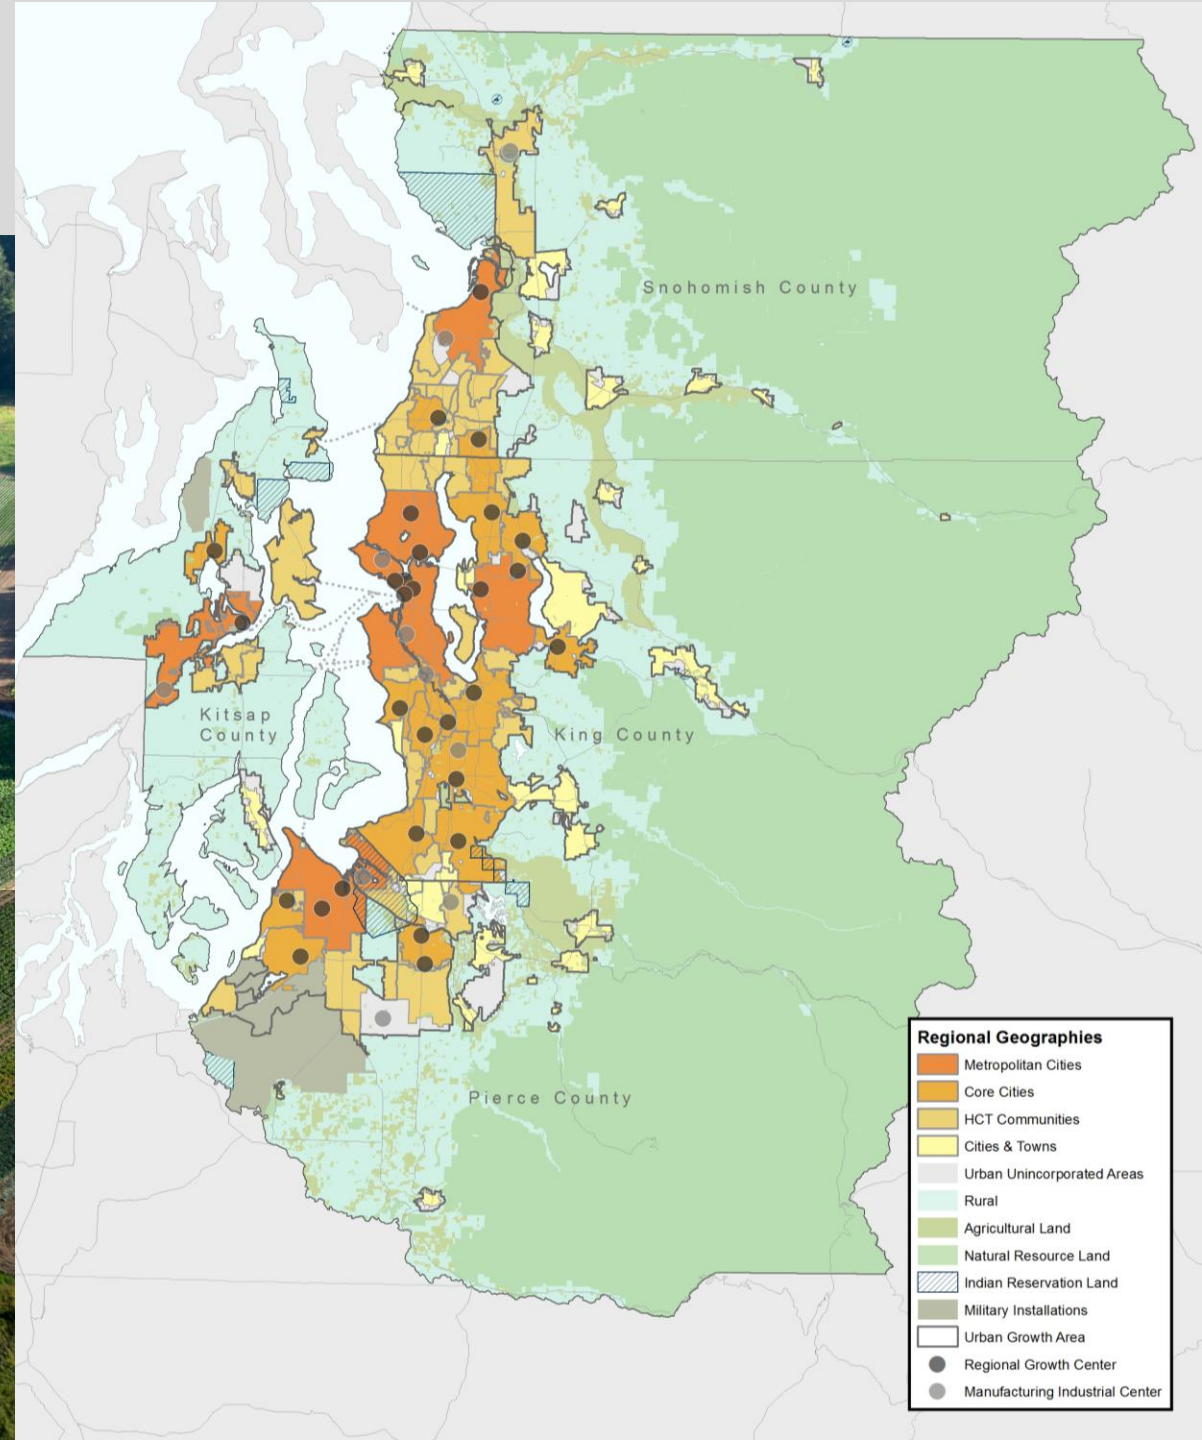 Snohomish County
Kitsap
County
King County
Pierce County
Regional Geographies
Metropolitan Cities
Core Cities
HCT Communities
Cities & Towns
Urban Unincorporated Areas
Rural
Agricultural Land
Natural Resource Land
Indian Reservation Land
Military Installations
Urban Growth Area
Regional Growth Center
Manufacturing Industrial Center